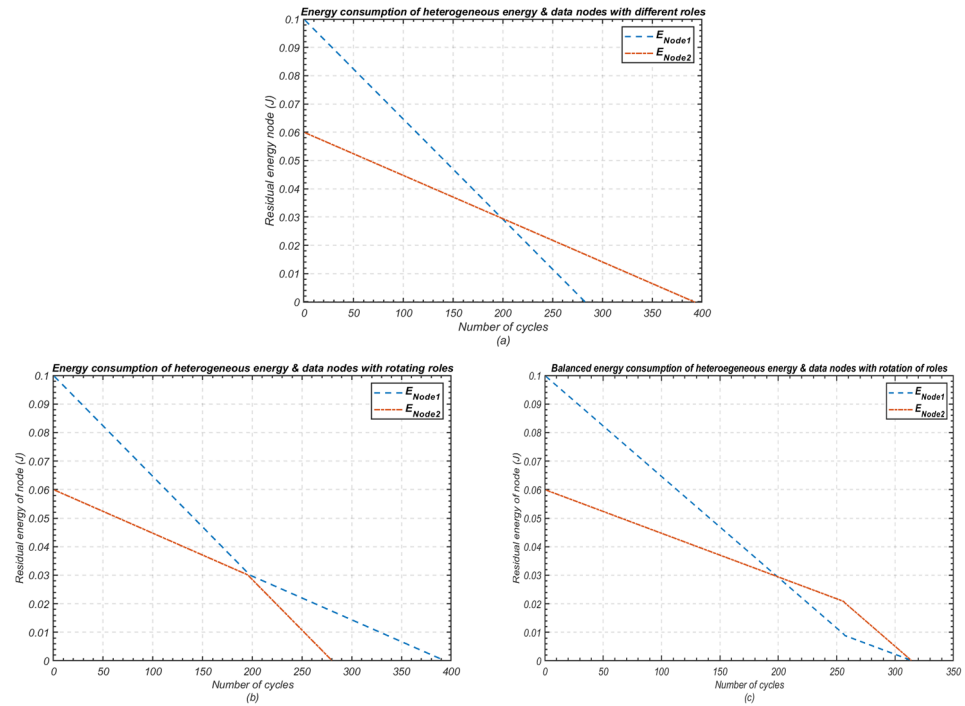 Energy consumption of heterogeneous energy & data nodes with different roles
0.1
0.09
0.08
0.07
0.06
0.05
0.04
0.03
0.02
0.01
0
Residual energy node (J)
E Node1
E Node2
0 50 100 150 200 250 300 350 400
Number of cycles
(a)
Energy consumption of heterogeneous energy & data nodes with rotating roles
0.1
0.09
0.08
0.07
0.06
0.05
0.04
0.03
0.02
0.01
0
Residual energy of node (J)
E Node1
E Node2
0 50 100 150 200 250 300 350 400
Number of cycles
(b)
Balanced energy consumption of heteroegeneous energy & data nodes with rotation of roles
0.1
0.09
0.08
0.07
0.06
0.05
0.04
0.03
0.02
0.01
0
Residual energy of node (J)
E Node1
E Node2
0 50 100 150 200 250 300 350
Number of cycles
(c)